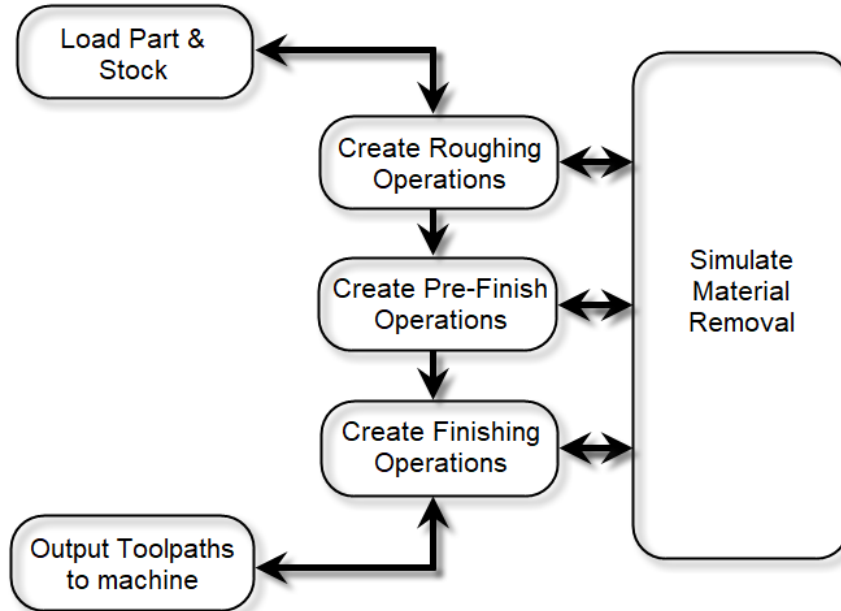 Load Part &
Stock
Create Roughing
Operations
Create Pre-Finish
Operations
Simulate
Material
Removal
Create Finishing
Operations
Output Toolpaths
to machine